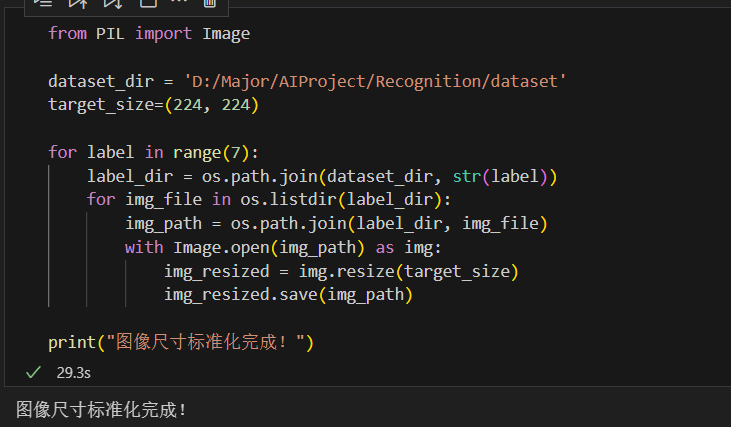 from PIL import Image
dataset_dir = 'D:/Major/AIProject/Recognition/dataset'
target_size=(224, 224)
for label in range(7):
    label_dir = os.path.join(dataset_dir, str(label))
    for img_file in os.listdir(label_dir):
        img_path = os.path.join(label_dir, img_file)
        with Image.open(img_path) as img:
            img_resized = img.resize(target_size)
            img_resized.save(img_path)
print("图像尺寸标准化完成！")
29.3s
图像尺寸标准化完成！